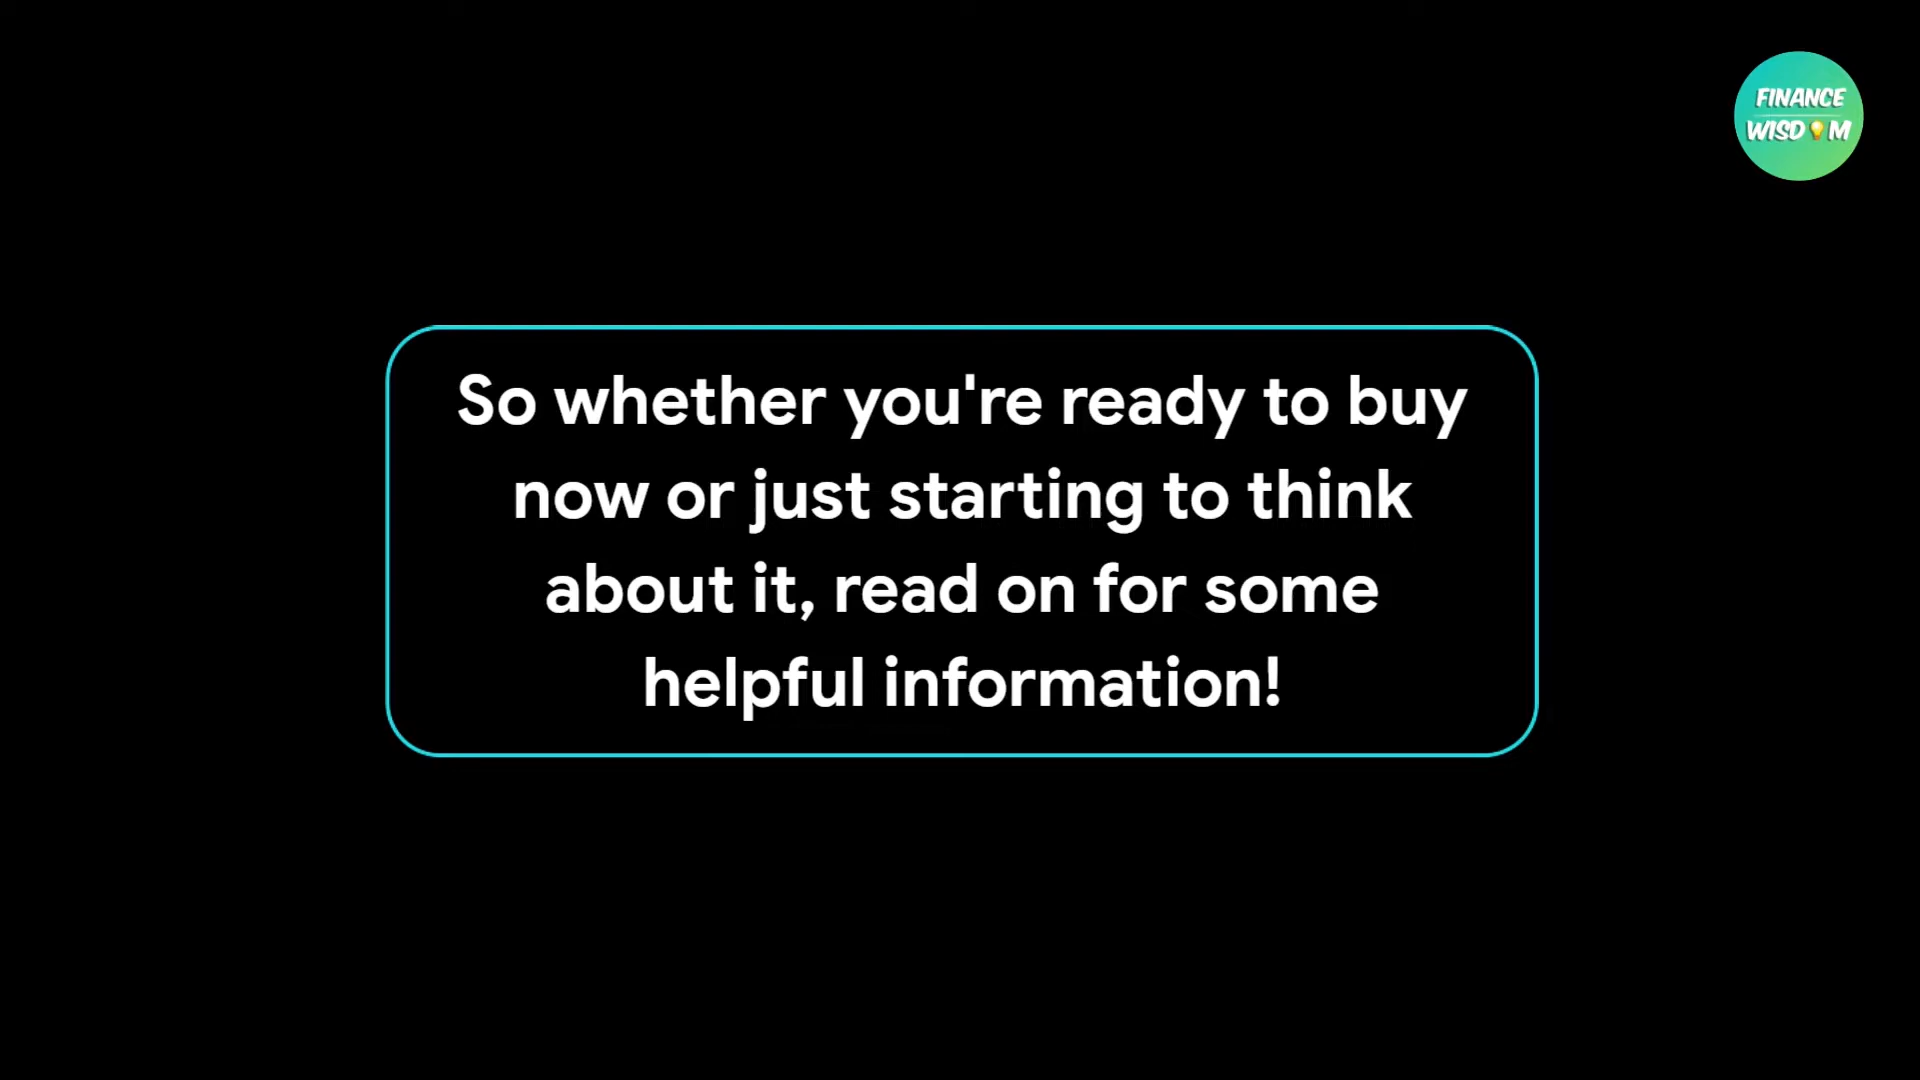 FINANCE
WISDOM
So whether you're ready to buy
now or just starting to think
about it, read on for some
helpful information!